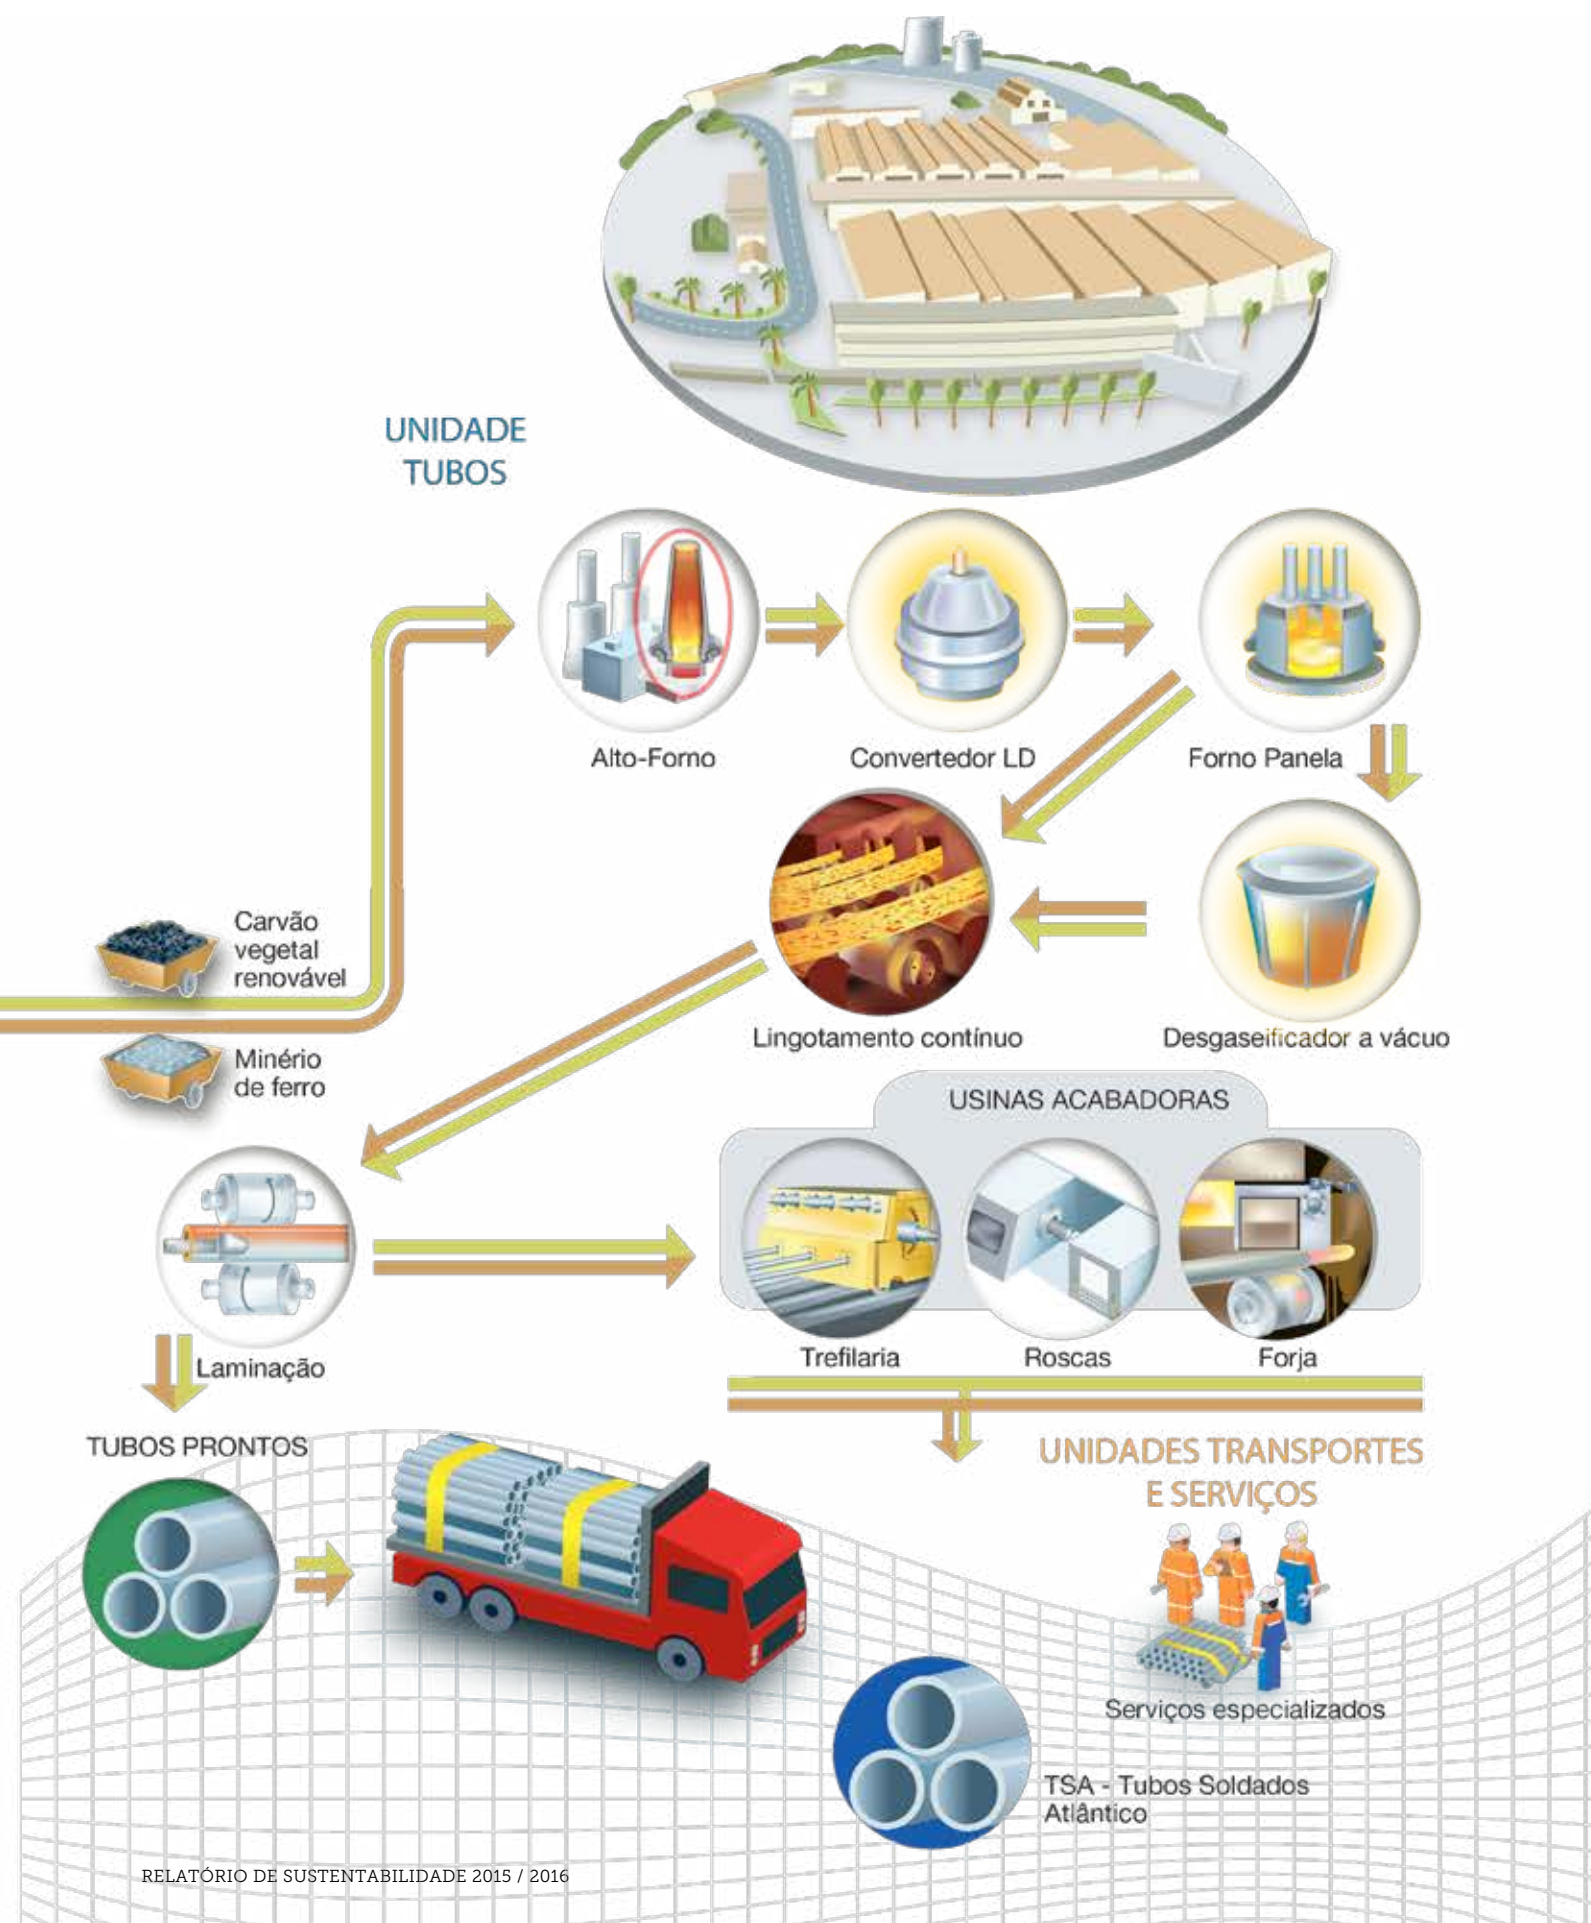 UNIDADE
TUBOS
Alto-Forno
Convertedor LD
Forno Panela
Carvão
vegetal
renovável
Lingotamento contínuo
Desgaseificador a vácuo
Minério
de ferro
USINAS ACABADORAS
Trefilaria
Roscas
Forja
Laminação
TUBOS PRONTOS
UNIDADES TRANSPORTES
E SERVIÇOS
Serviços especializados
TSA - Tubos Soldados
Atlântico
RELATÓRIO DE SUSTENTABILIDADE 2015 / 2016